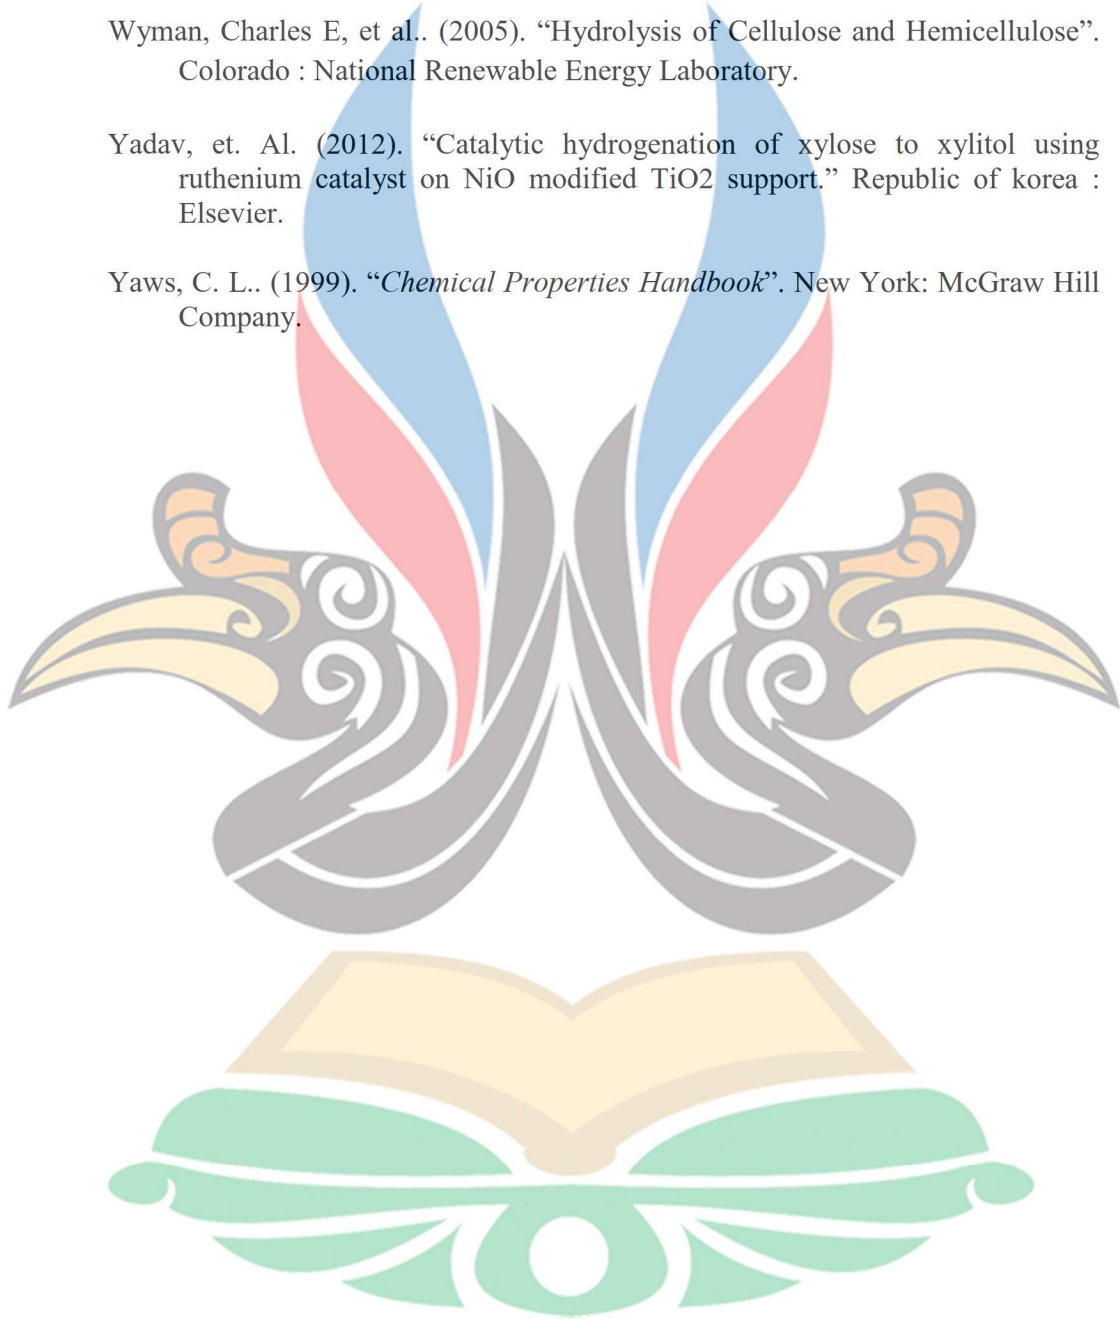 Wyman, Charles E, et al.. (2005). “Hydrolysis of Cellulose and Hemicellulose”.
Colorado : National Renewable Energy Laboratory.
Yadav, et. Al. (2012). “Catalytic hydrogenation of xylose to xylitol using
ruthenium catalyst on NiO modified TiO2 support.” Republic of korea :
Elsevier.
Yaws, C. L.. (1999). “Chemical Properties Handbook”. New York: McGraw Hill
Company.